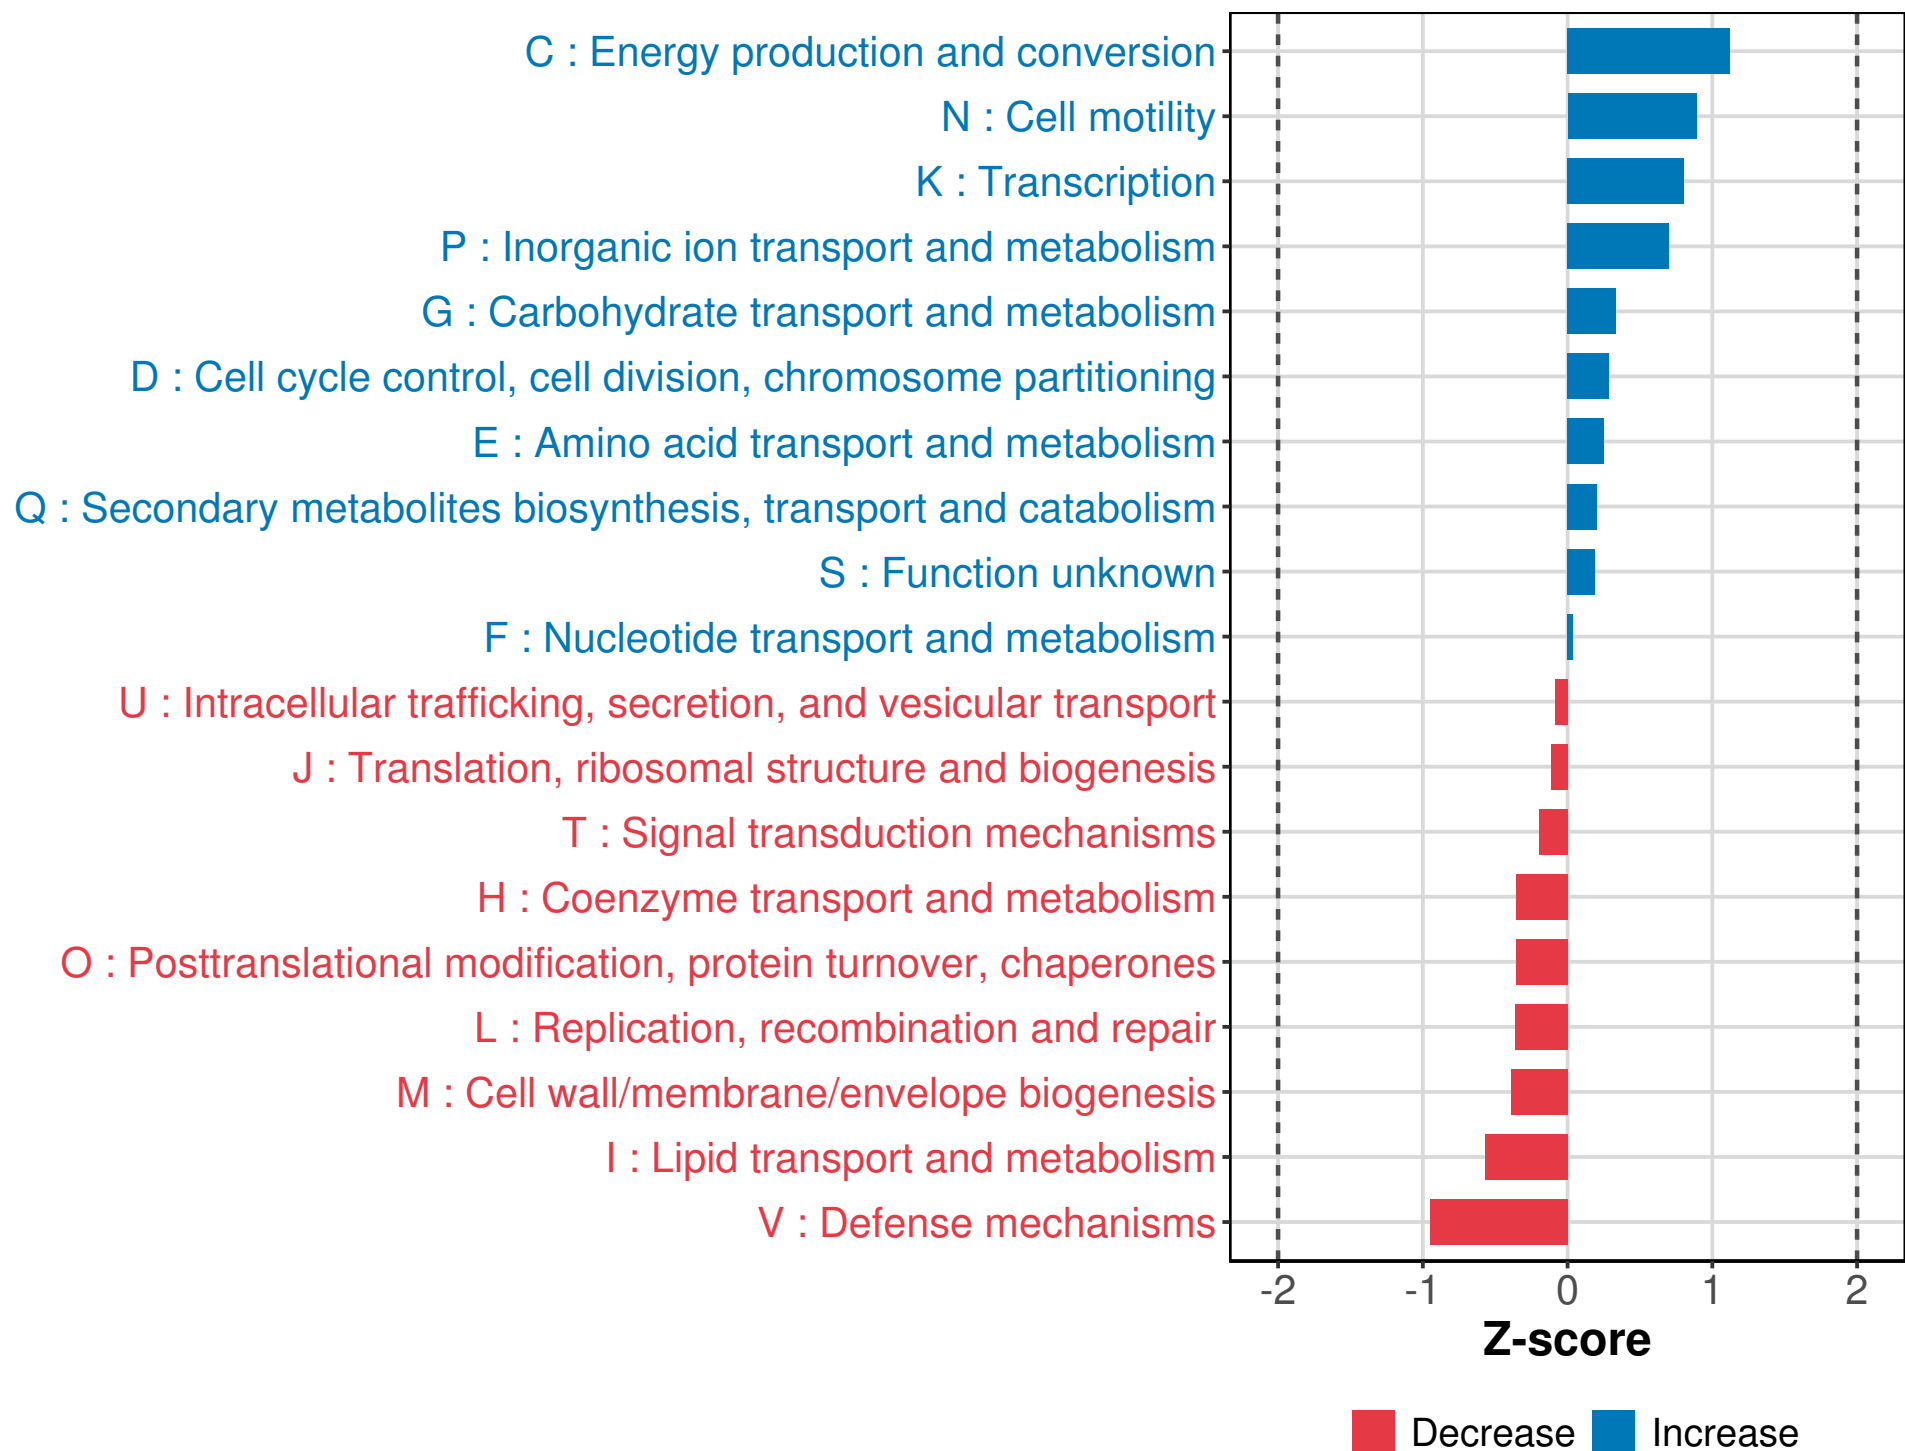 C : Energy production and conversion
N : Cell motility
K : Transcription
P : Inorganic ion transport and metabolism
G : Carbohydrate transport and metabolism
D : Cell cycle control, cell division, chromosome partitioning
E : Amino acid transport and metabolism
Q : Secondary metabolites biosynthesis, transport and catabolism
S : Function unknown
F : Nucleotide transport and metabolism
U : Intracellular trafficking, secretion, and vesicular transport
J : Translation, ribosomal structure and biogenesis
T : Signal transduction mechanisms
H : Coenzyme transport and metabolism
O : Posttranslational modification, protein turnover, chaperones
L : Replication, recombination and repair
M : Cell wall/membrane/envelope biogenesis
I : Lipid transport and metabolism
V : Defense mechanisms
-2 -1 0 1 2
Z-score
Decrease Increase